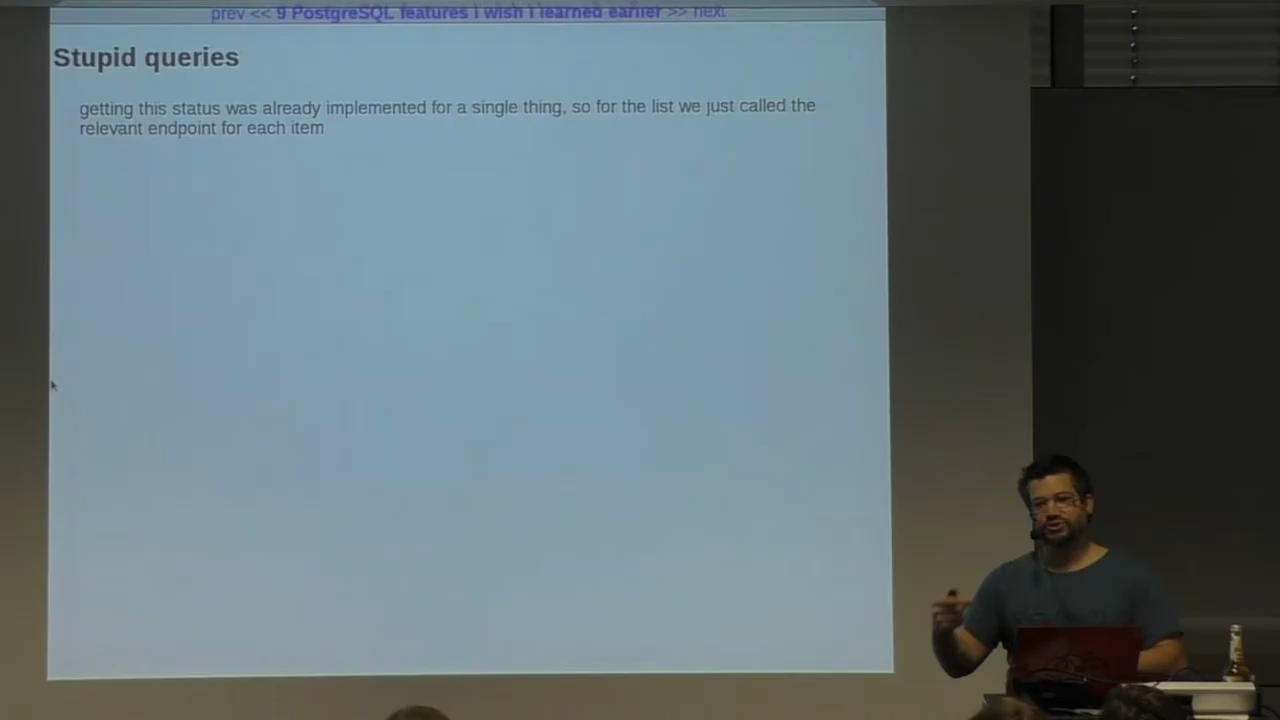 prev << 9 PostgreSQL features I wish I learned earlier >> next
Stupid queries
getting this status was already implemented for a single thing, so for the list we just called the
relevant endpoint for each item